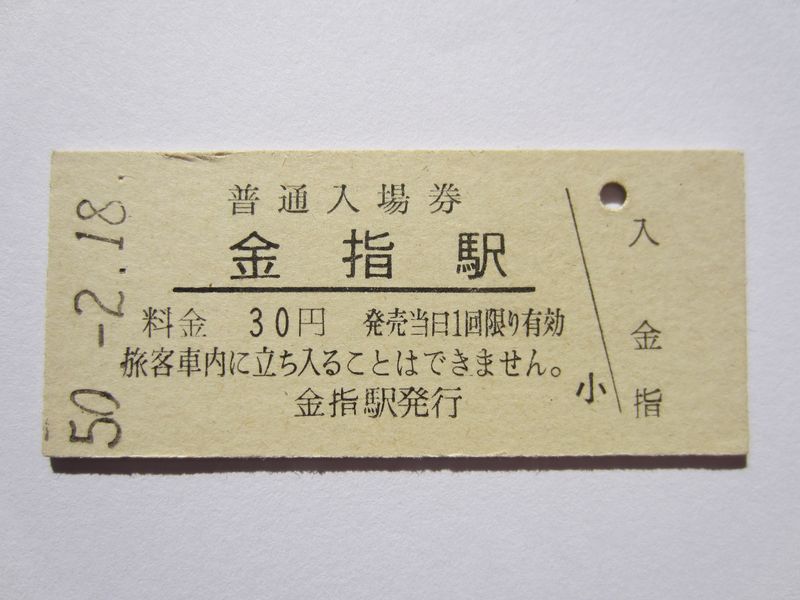 50 -2. 18.
普通入場券
金指駅
料金 30円 発売当日1回限り有効
旅客車内に立ち入ることはできません。
金指駅発行
小
入
金
指